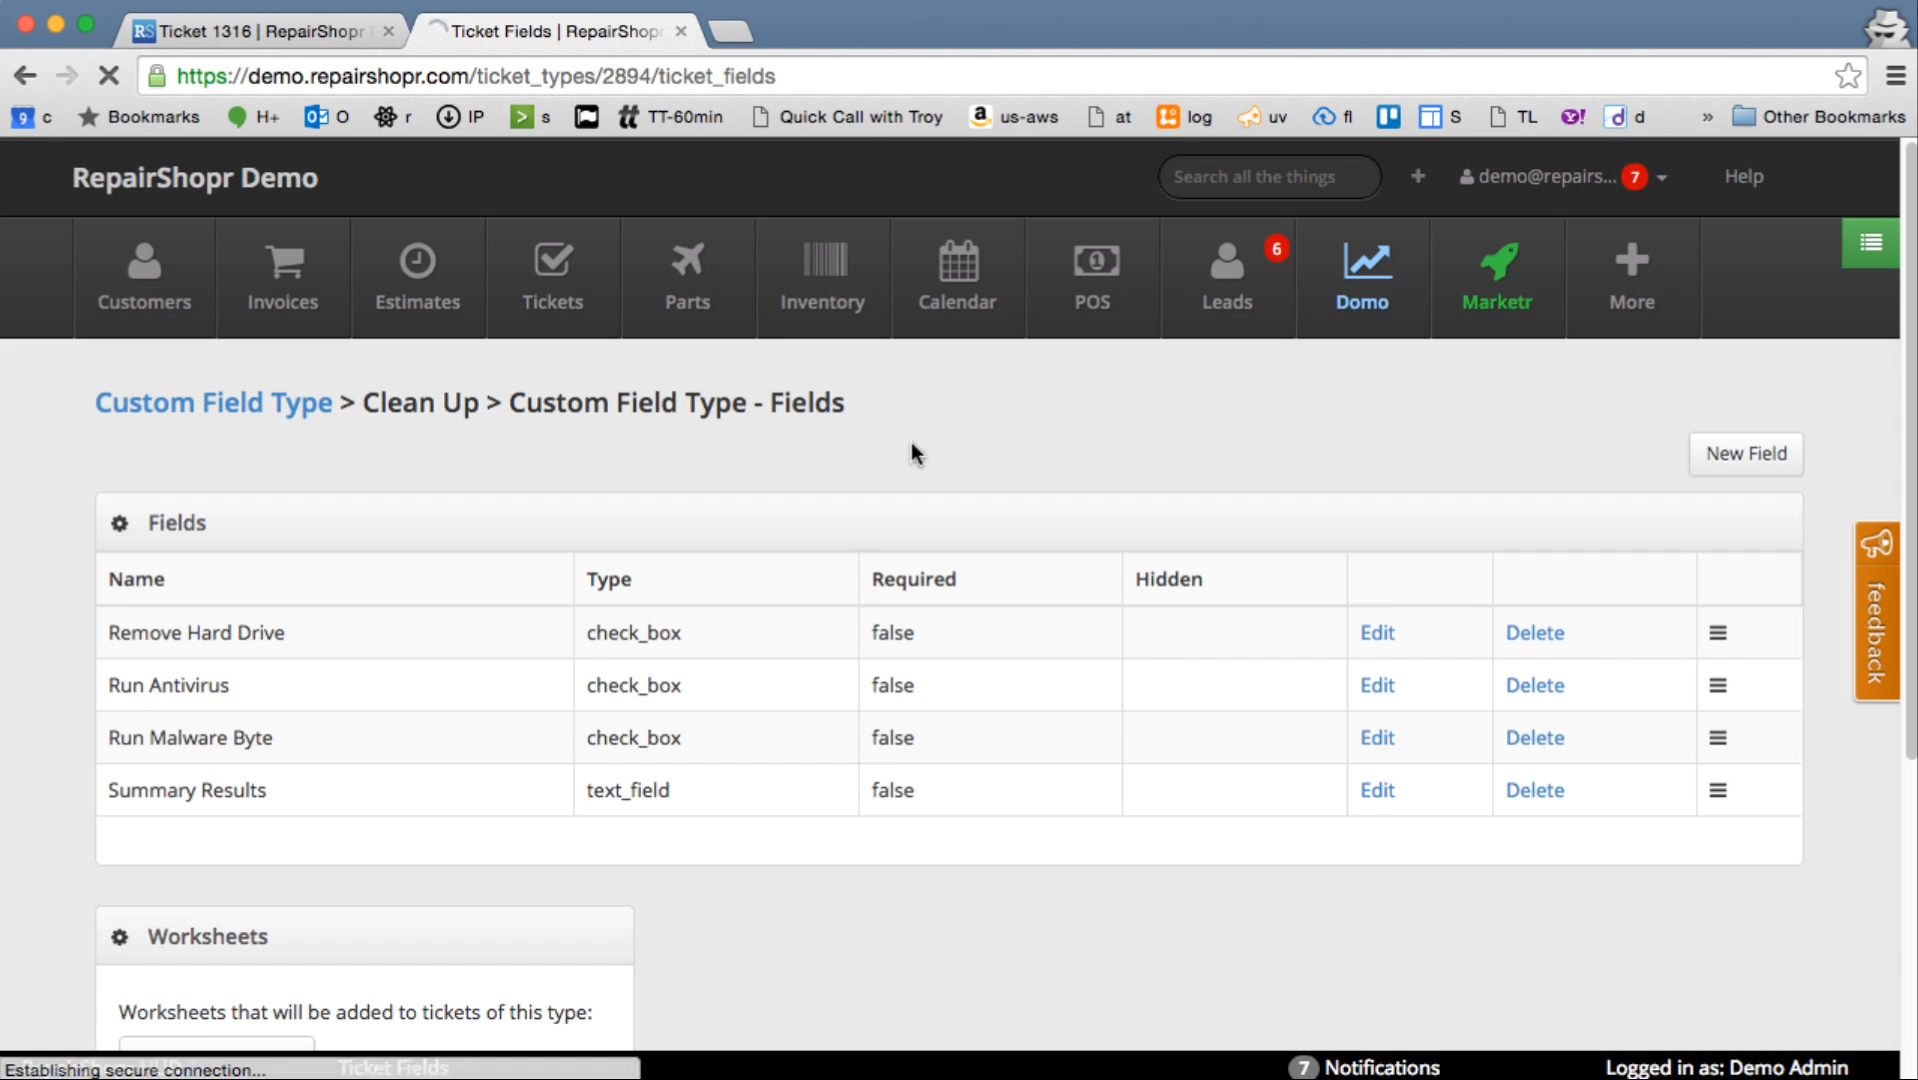 RS Ticket 1316 | RepairShopr
Ticket Fields | RepairShopr
https://demo.repairshopr.com/ticket_types/2894/ticket_fields
9 c Bookmarks H+ O r IP > s TT-60min Quick Call with Troy a us-aws at log uv fl S TL Y! d d » Other Bookmarks
RepairShopr Demo
Search all the things
+ demo@repairs... 7 Help
Customers Invoices Estimates Tickets Parts Inventory Calendar POS Leads 6 Domo Marketr More
Custom Field Type > Clean Up > Custom Field Type - Fields
New Field
Fields
Name Type Required Hidden
Remove Hard Drive check_box false Edit Delete
Run Antivirus check_box false Edit Delete
Run Malware Byte check_box false Edit Delete
Summary Results text_field false Edit Delete
feedback
Worksheets
Worksheets that will be added to tickets of this type:
Establishing secure connection...
Ticket Fields
7 Notifications
Logged in as: Demo Admin